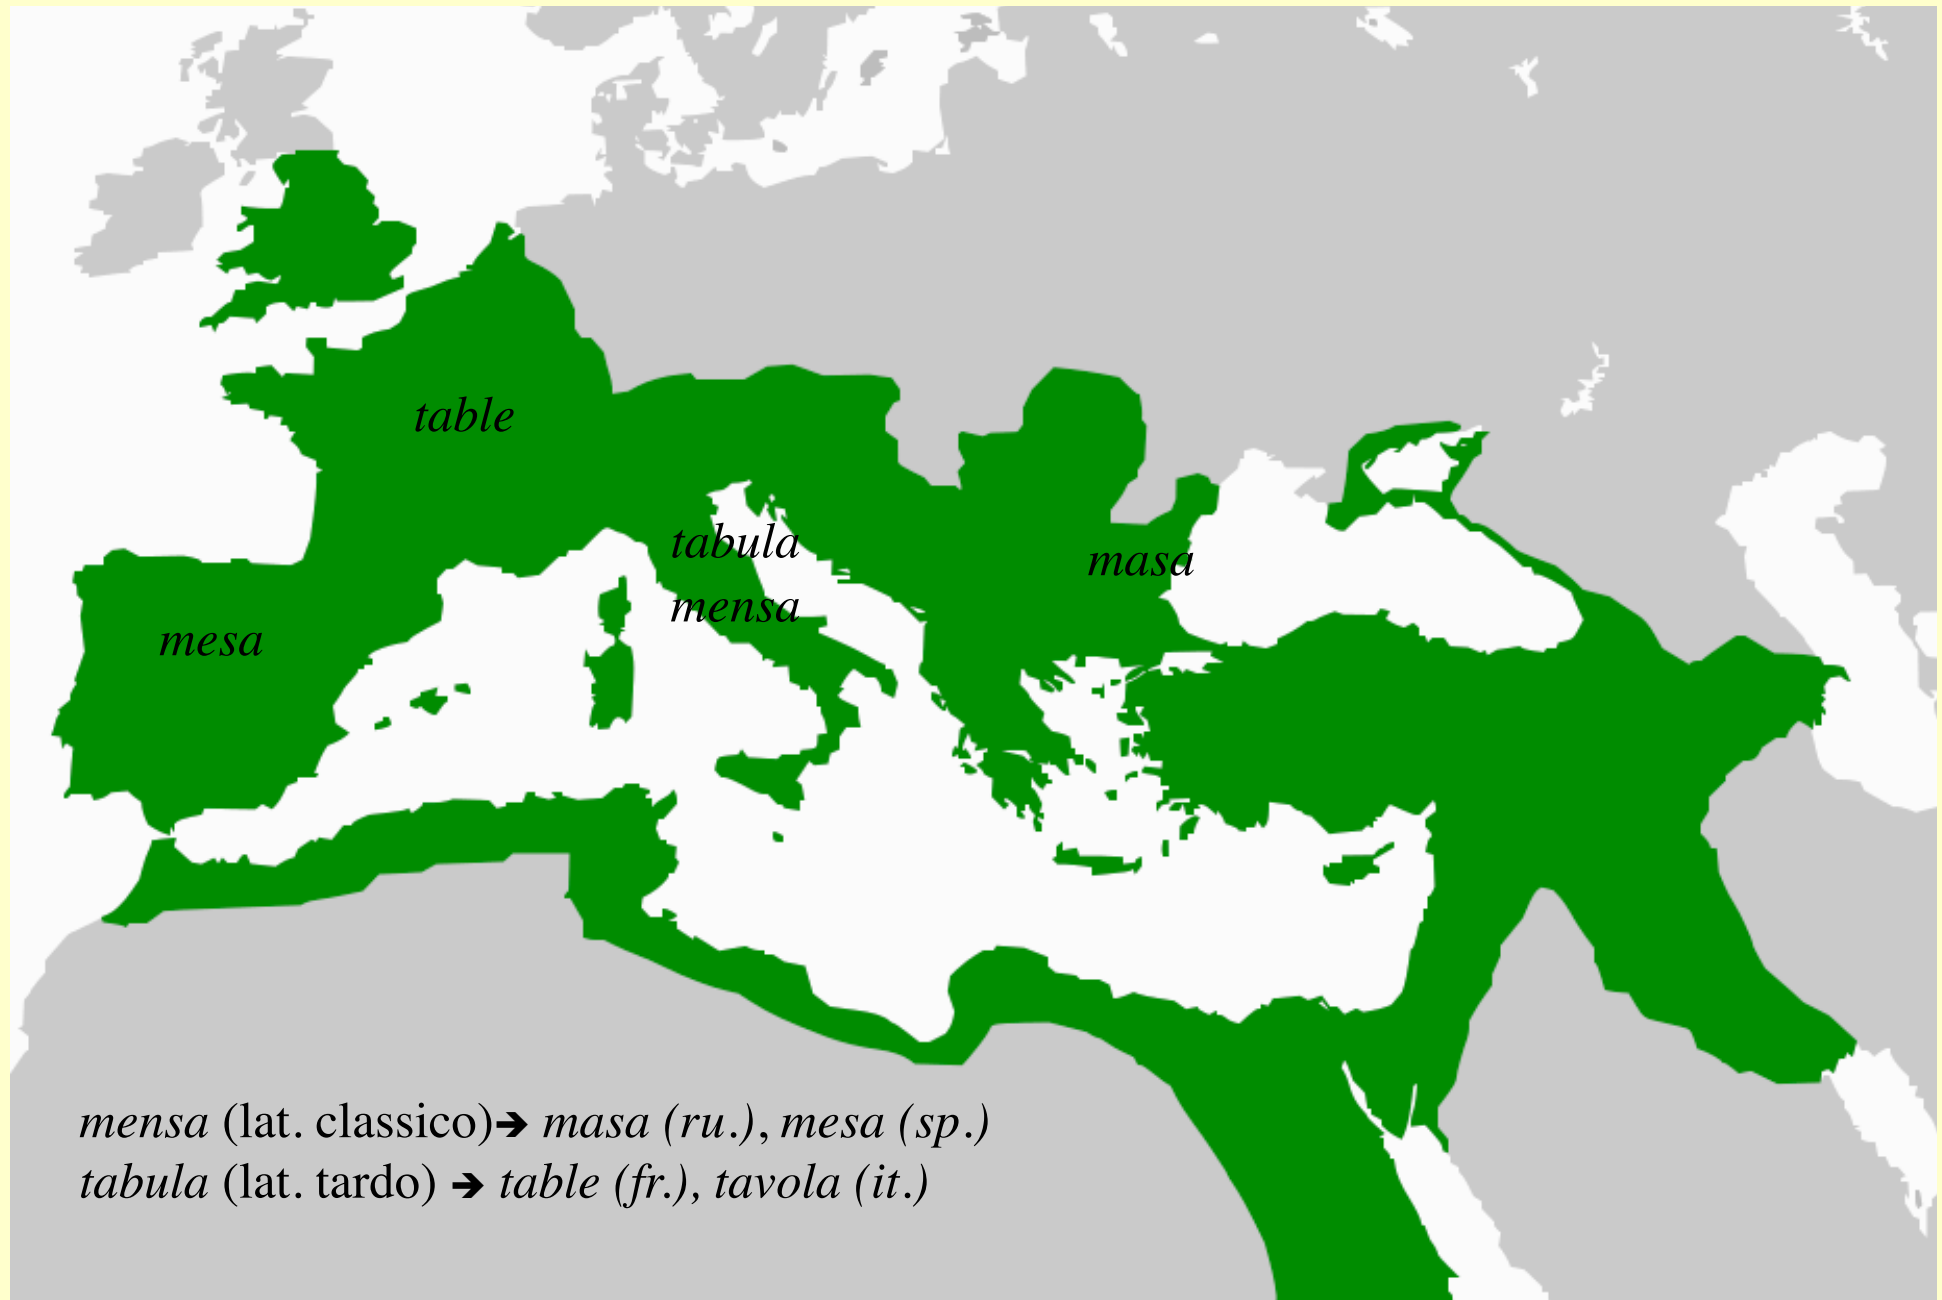 table
tabula
mensa
masa
mesa
mensa (lat. classico)➔ masa (ru.), mesa (sp.)
tabula (lat. tardo) ➔ table (fr.), tavola (it.)